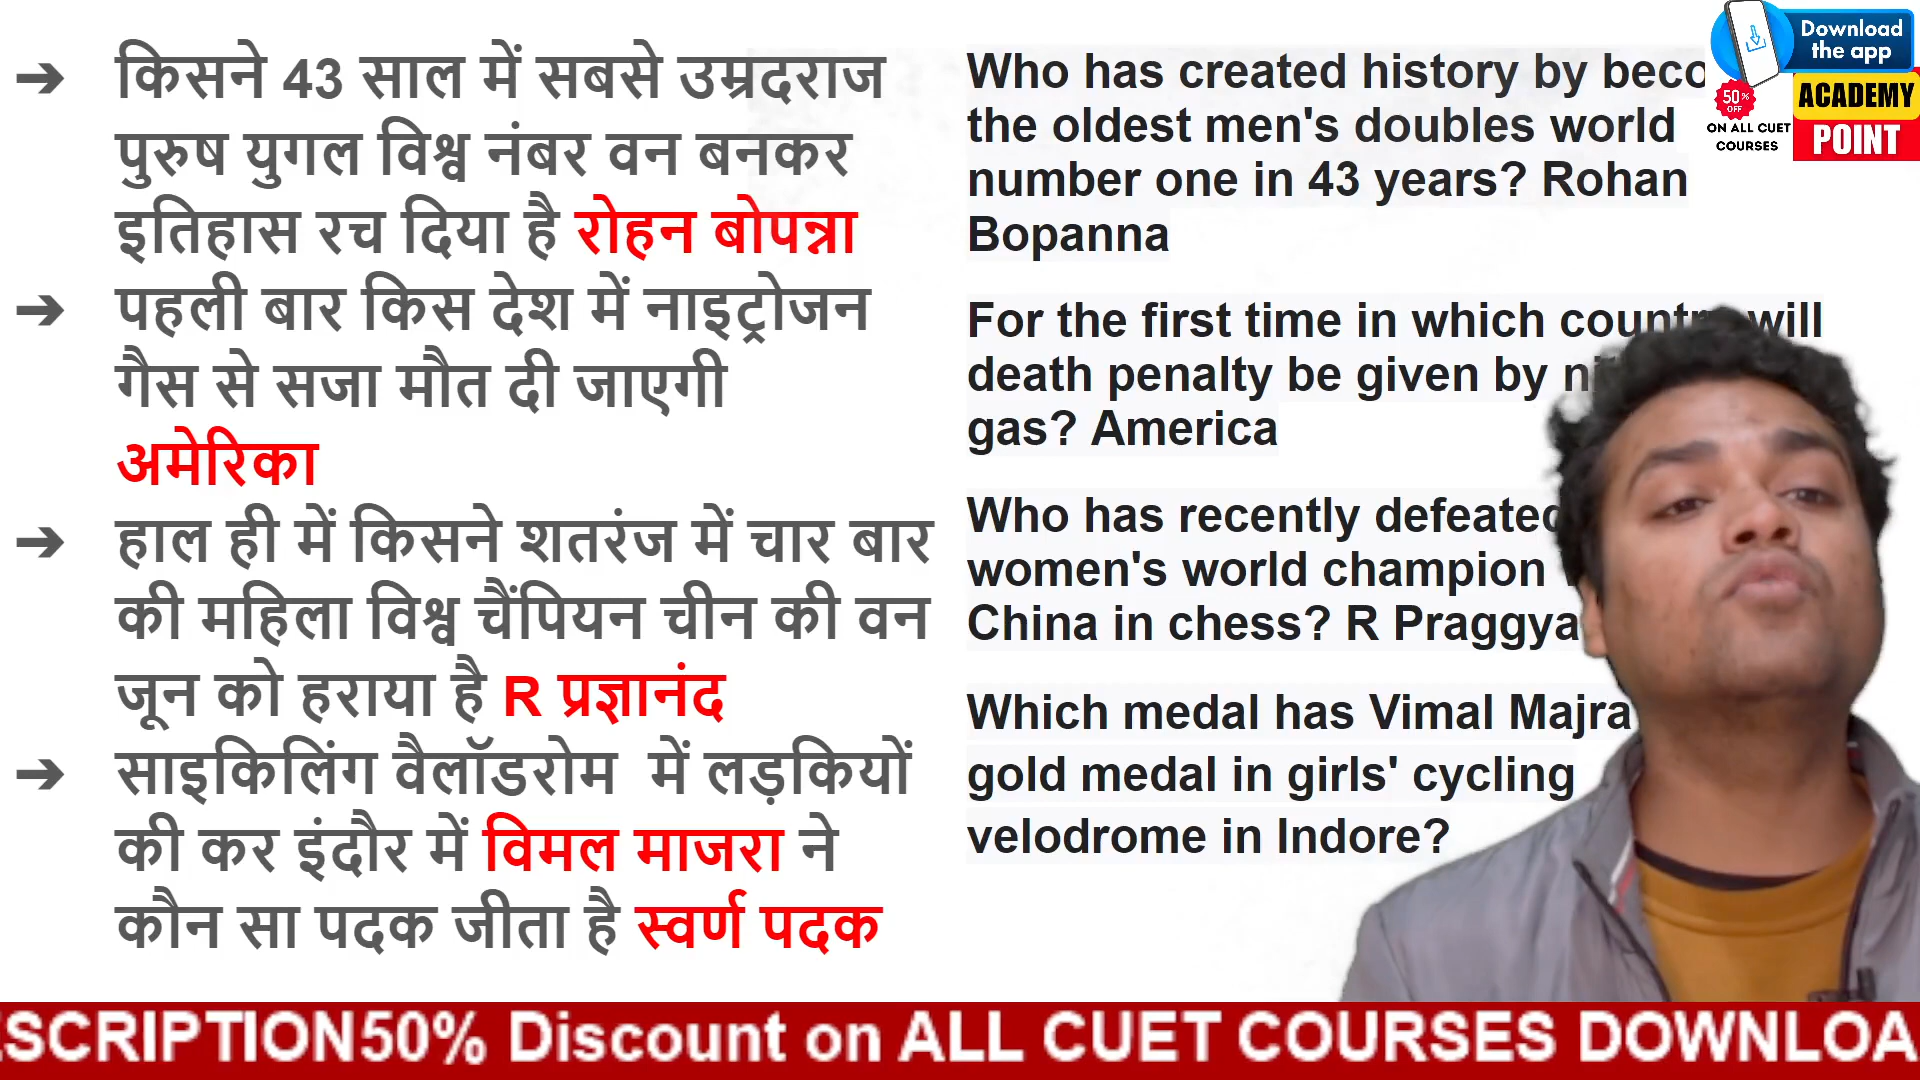 ➔ किसने 43 साल में सबसे उम्रदराज
पुरुष युगल विश्व नंबर वन बनकर
इतिहास रच दिया है रोहन बोपन्ना
➔ पहली बार किस देश में नाइट्रोजन
गैस से सजा मौत दी जाएगी
अमेरिका
➔ हाल ही में किसने शतरंज में चार बार
की महिला विश्व चैंपियन चीन की वन
जून को हराया है R प्रज्ञानंद
➔ साइकिलिंग वैलॉडरोम में लड़कियों
की कर इंदौर में विमल माजरा ने
कौन सा पदक जीता है स्वर्ण पदक
Who has created history by beco
the oldest men's doubles world
number one in 43 years? Rohan
Bopanna
For the first time in which will
death penalty be given by
gas? America
Who has recently defeated
women's world champion
China in chess? R Praggya
Which medal has Vimal Majra
gold medal in girls' cycling
velodrome in Indore?
Download
the app
50%
OFF
ON ALL CUET
COURSES
ACADEMY
POINT
ESCRIPTION50% Discount on ALL CUET COURSES DOWNLOA